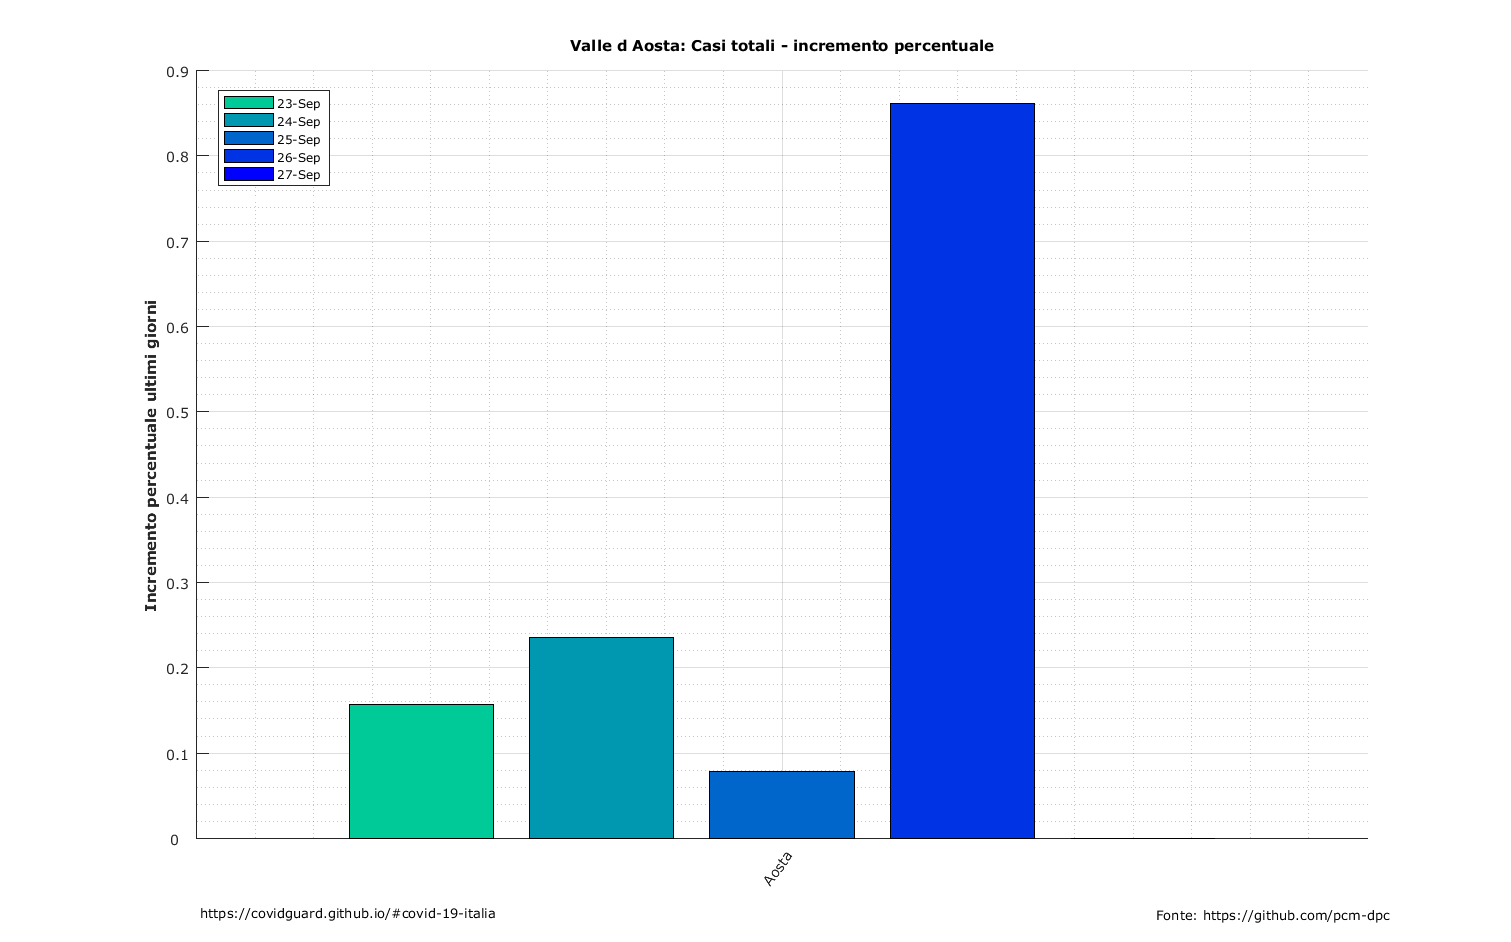 Valle d Aosta: Casi totali - incremento percentuale
0.9
0.8
0.7
0.6
0.5
0.4
0.3
0.2
0.1
0
Incremento percentuale ultimi giorni
23-Sep
24-Sep
25-Sep
26-Sep
27-Sep
Aosta
https://covidguard.github.io/#covid-19-italia
Fonte: https://github.com/pcm-dpc